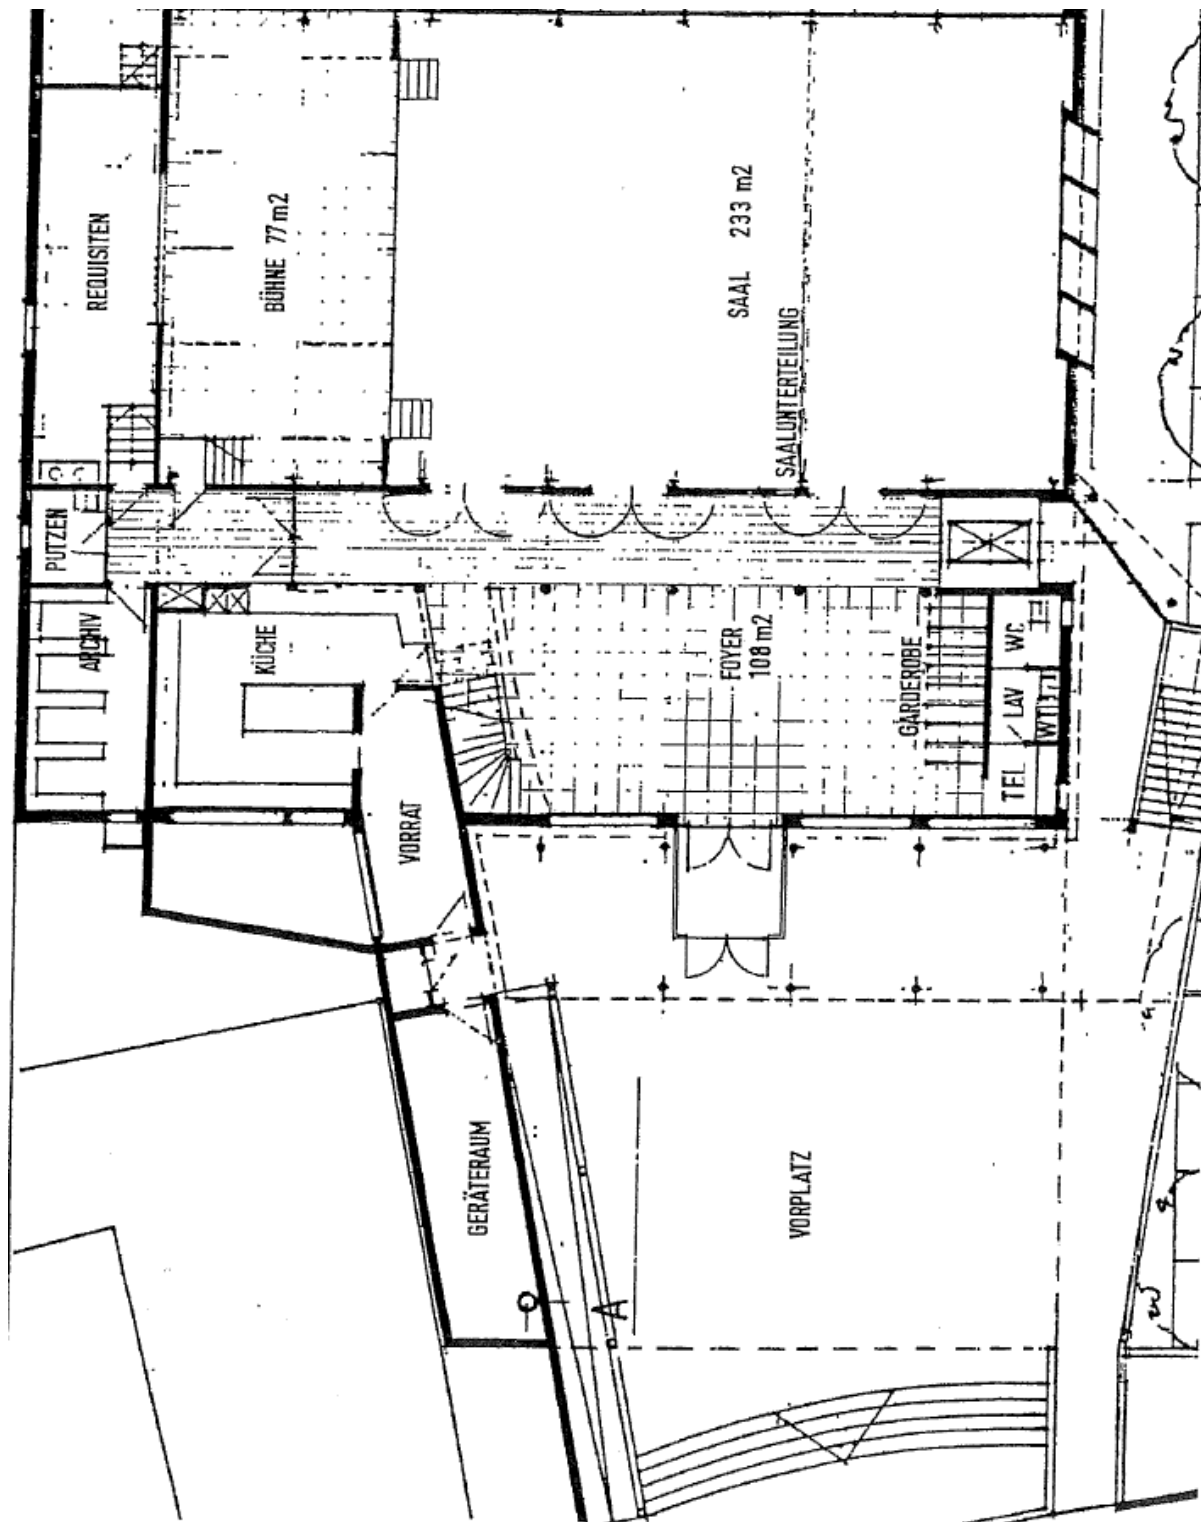 REQUISITEN
BÜHNE 77 m2
SAAL 233 m2
SAALUNTERTEILUNG
PUTZEN
ARCHIV
KÜCHE
FOYER
108 m2
GARDEROBE
WC.
LAV
WT
TEL
VORRAT
GERÄTERAUM
A
VORPLATZ